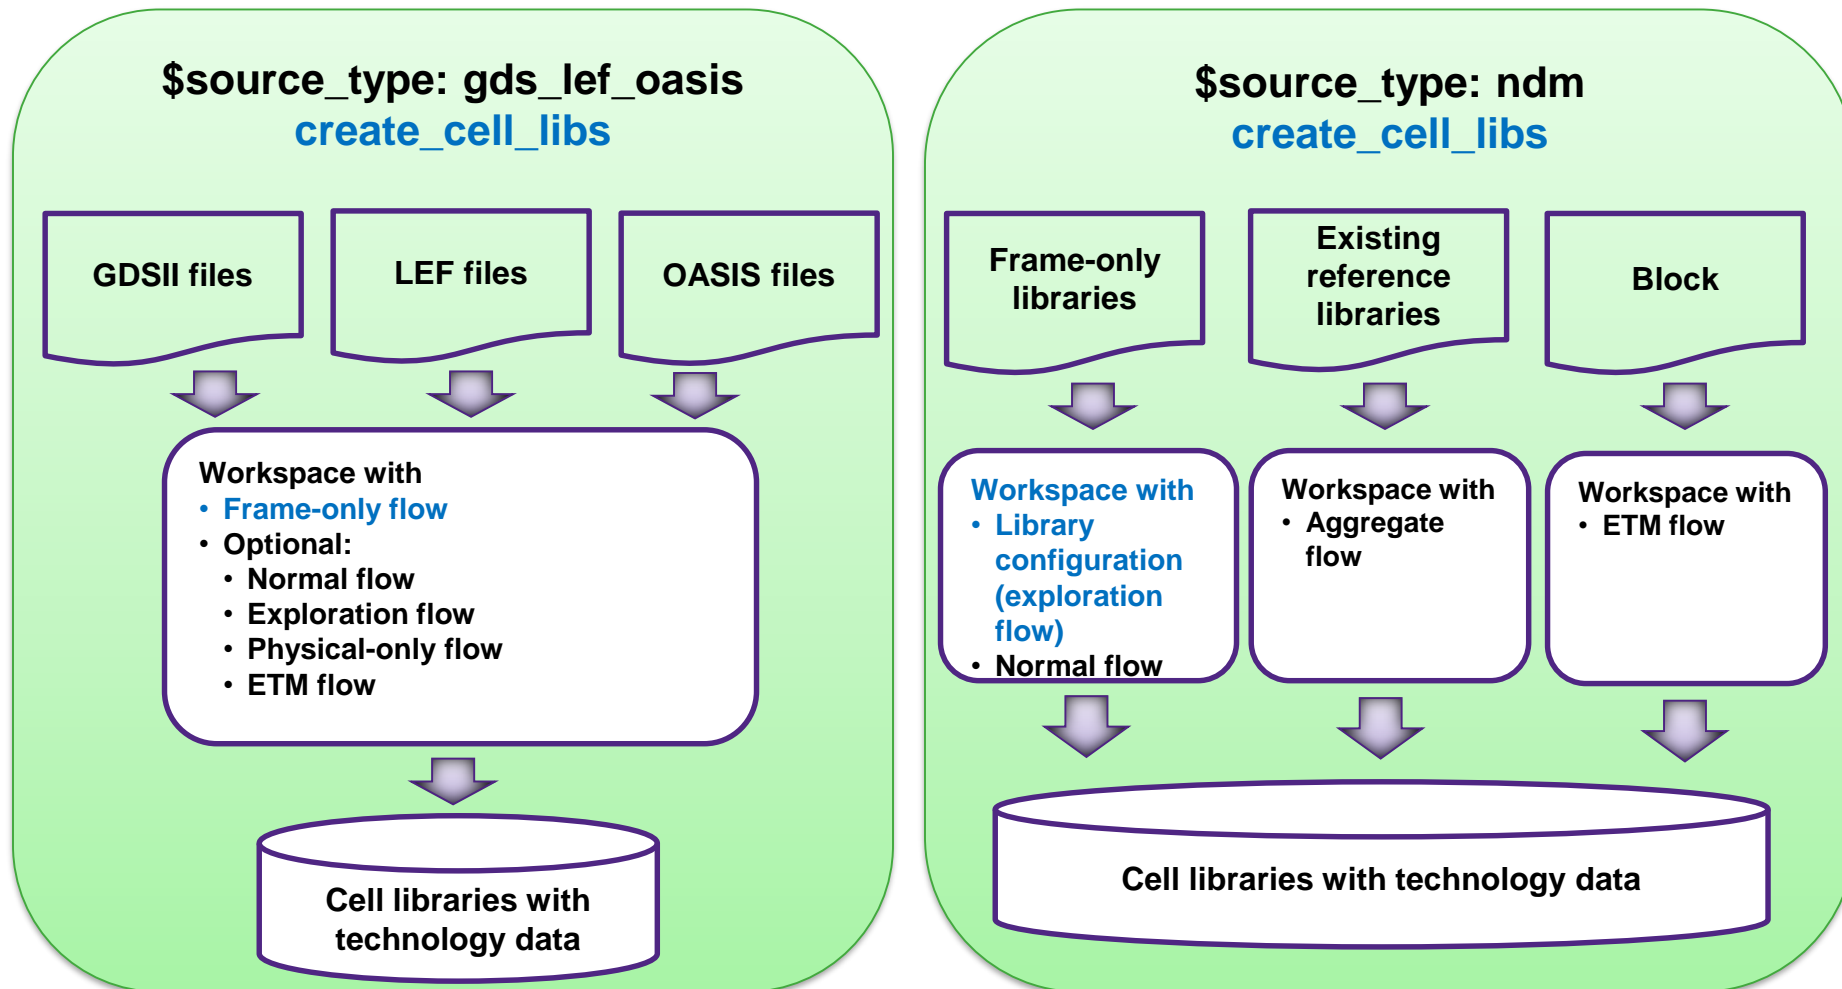 $source_type: gds_lef_oasis
create_cell_libs
GDSII files
LEF files
OASIS files
Workspace with
• Frame-only flow
• Optional:
• Normal flow
• Exploration flow
• Physical-only flow
• ETM flow
Cell libraries with
technology data
$source_type: ndm
create_cell_libs
Frame-only
libraries
Existing
reference
libraries
Block
Workspace with
• Library
configuration
(exploration
flow)
• Normal flow
Workspace with
• Aggregate
flow
Workspace with
• ETM flow
Cell libraries with technology data